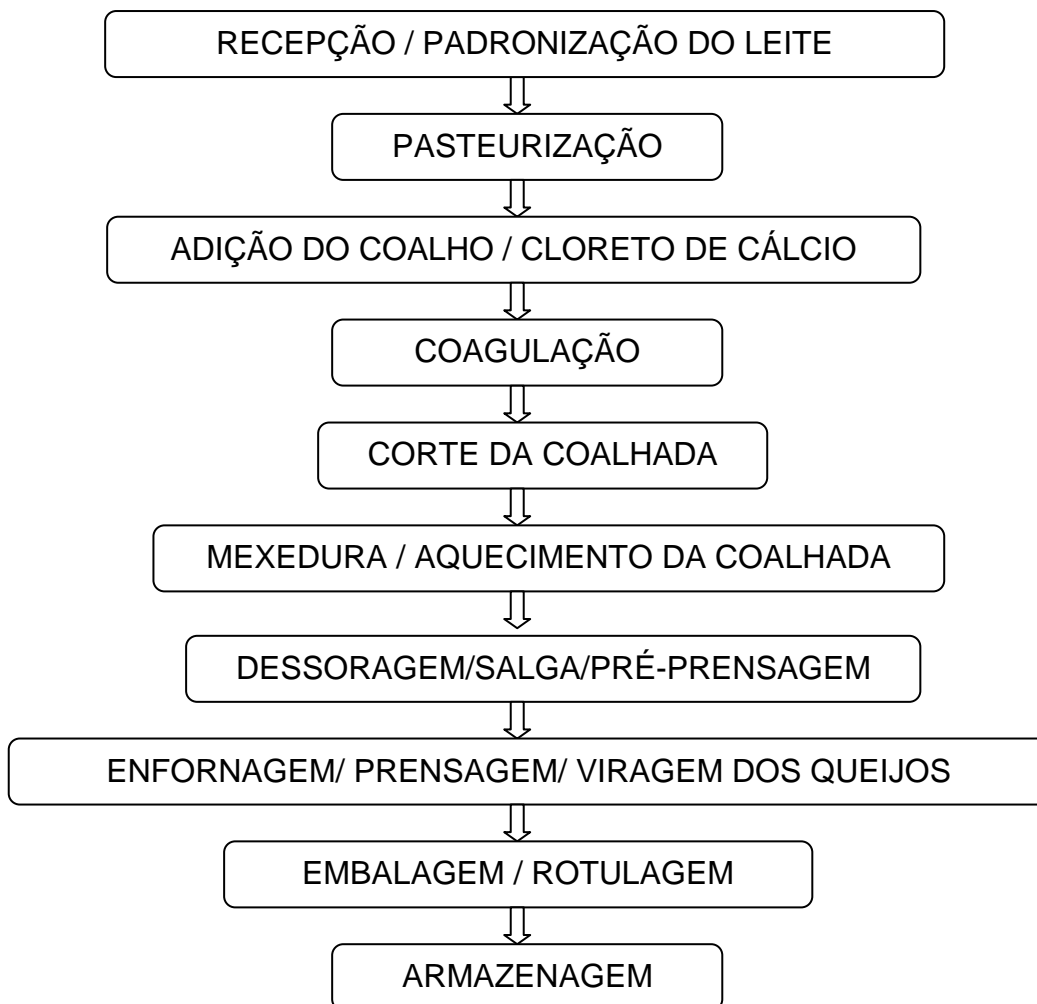 RECEPÇÃO / PADRONIZAÇÃO DO LEITE
PASTEURIZAÇÃO
ADIÇÃO DO COALHO / CLORETO DE CÁLCIO
COAGULAÇÃO
CORTE DA COALHADA
MEXEDURA / AQUECIMENTO DA COALHADA
DESSORAGEM/SALGA/PRÉ-PRENSAGEM
ENFORNAGEM/ PRENSAGEM/ VIRAGEM DOS QUEIJOS
EMBALAGEM / ROTULAGEM
ARMAZENAGEM